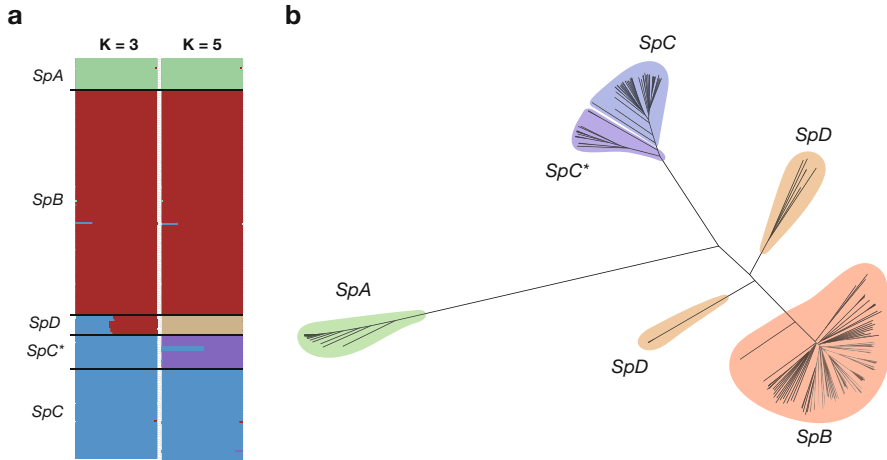 a
K = 3
K = 5
SpA
SpB
SpD
SpC*
SpC
b
SpC
SpD
SpC*
SpA
SpD
SpB